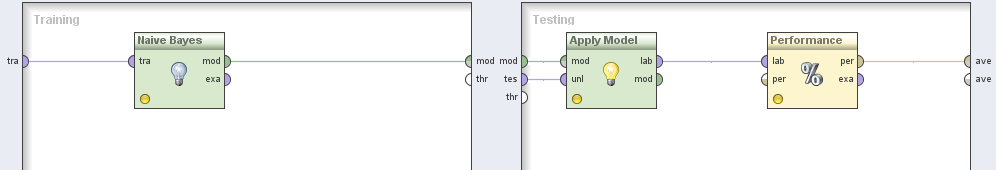 Training
Testing
Naive Bayes
Apply Model
Performance
tra
tra
mod
mod
mod
mod
lab
lab
per
ave
exa
thr
tes
unl
mod
per
exa
ave
thr